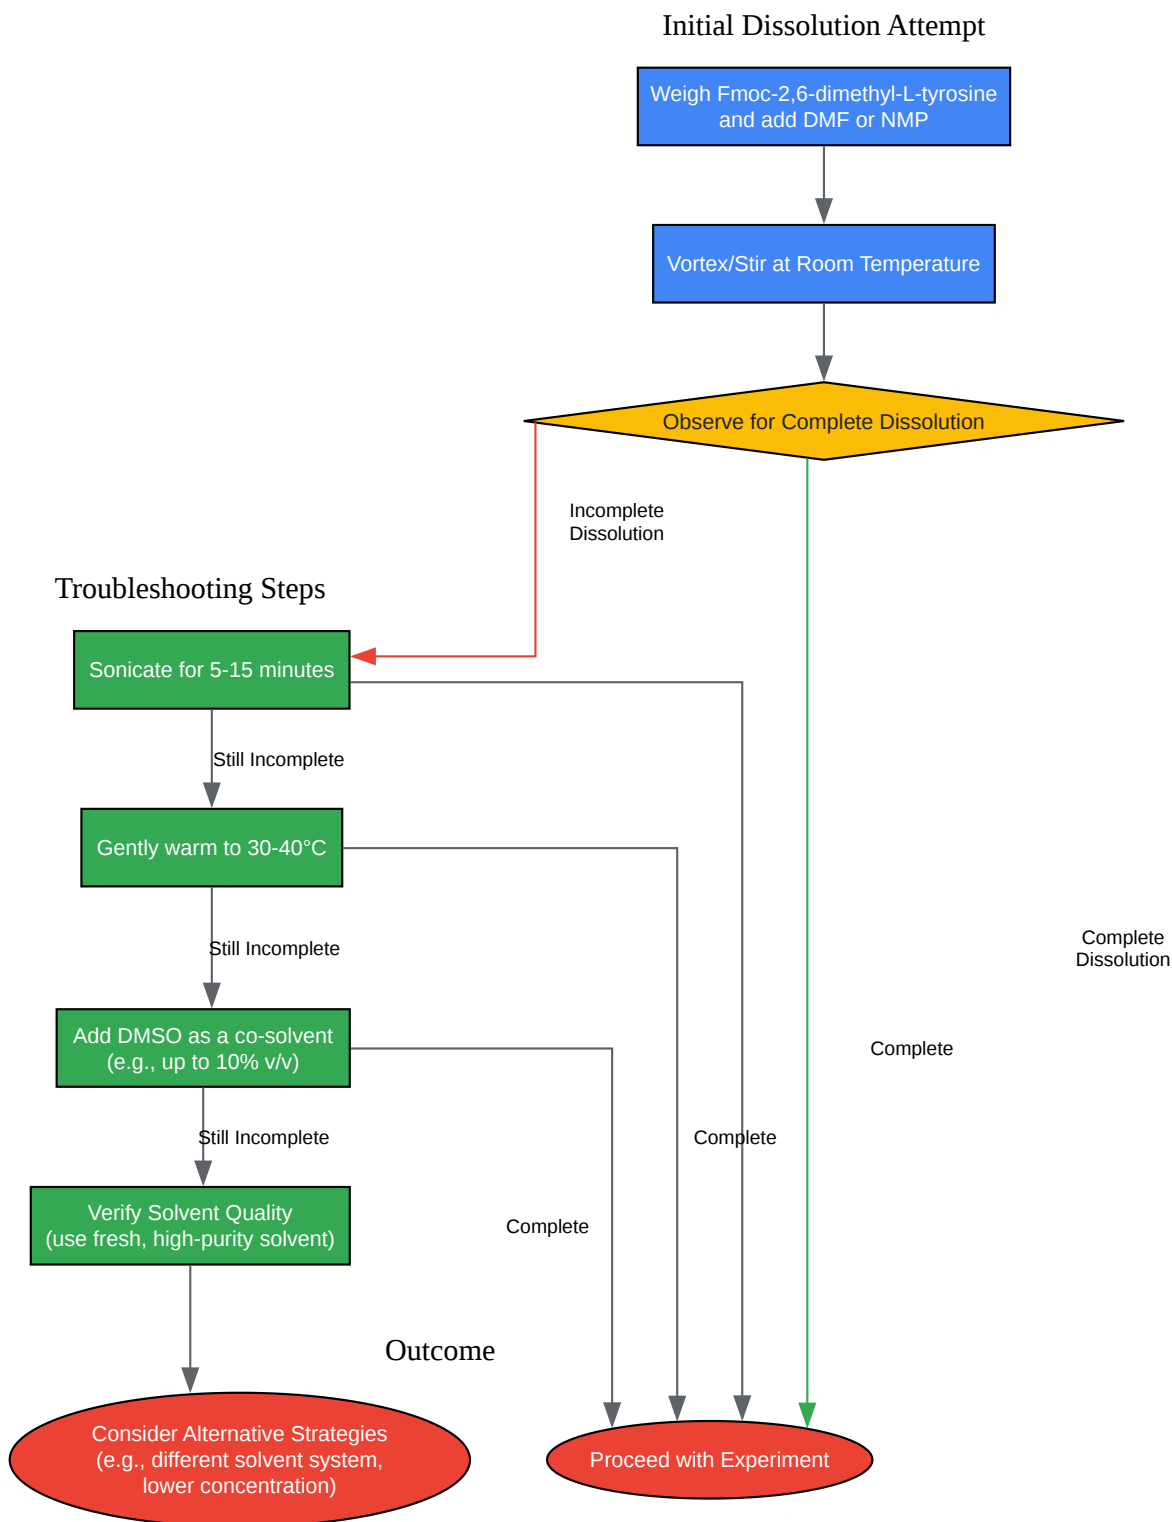 Initial Dissolution Attempt
Weigh Fmoc-2,6-dimethyl-L-tyrosine
and add DMF or NMP
Vortex/Stir at Room Temperature
Observe for Complete Dissolution
Incomplete
Dissolution
Troubleshooting Steps
Sonicate for 5-15 minutes
Still Incomplete
Gently warm to 30-40°C
Still Incomplete
Complete
Dissolution
Add DMSO as a co-solvent
(e.g., up to 10% v/v)
Complete
Still Incomplete
Complete
Verify Solvent Quality
(use fresh, high-purity solvent)
Complete
Outcome
Consider Alternative Strategies
(e.g., different solvent system,
lower concentration)
Proceed with Experiment